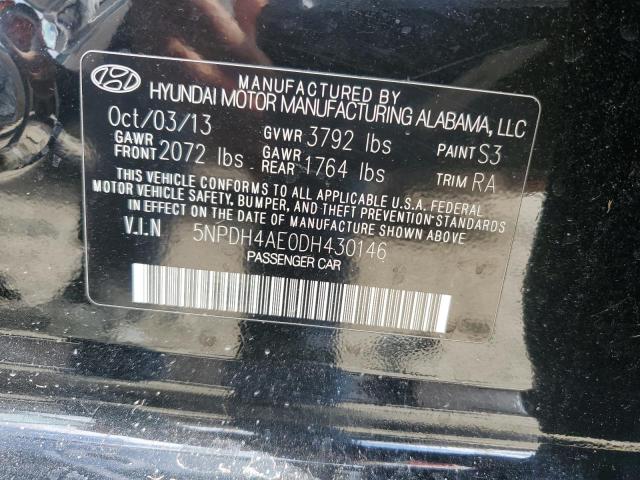 MANUFACTURED BY
HYUNDAI MOTOR MANUFACTURING ALABAMA, LLC
Oct/03/13 GVWR 3792 lbs PAINT S3
GAWR FRONT 2072 lbs GAWR REAR 1764 lbs TRIM RA
THIS VEHICLE CONFORMS TO ALL APPLICABLE U.S.A. FEDERAL
MOTOR VEHICLE SAFETY, BUMPER, AND THEFT PREVENTION STANDARDS
IN EFFECT ON THE DATE OF MANUFACTURE SHOWN ABOVE.
V.I.N 5NPDH4AE0DH430146
PASSENGER CAR